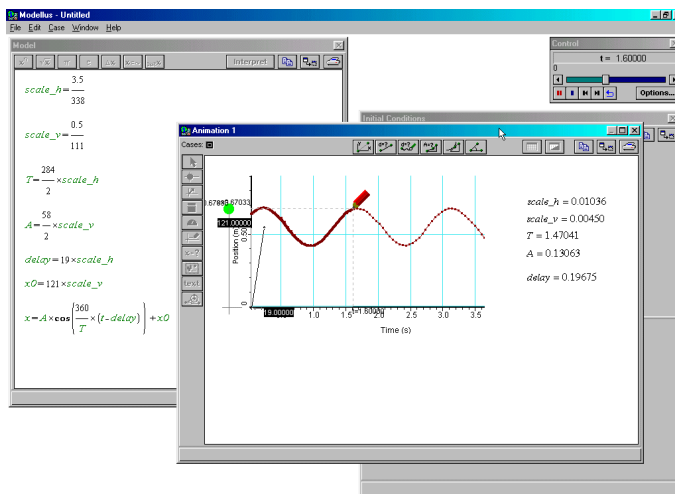 Modellus - Untitled
File Edit Case Window Help
Model
Interpret
scale_h=3.5/338
scale_v=0.5/111
T=284/2×scale_h
A=58/2×scale_v
delay=19×scale_h
x0=121×scale_v
x=A×cos(360/T×(t-delay))+x0
Control
t = 1.60000
0
Options...
Initial Conditions
Animation 1
Cases:
x=?
text
121.00000
0.50
Position (m)
0
19.00000
1.0
1.5
t=1.60000
2.0
2.5
3.0
3.5
Time (s)
scale_h = 0.01036
scale_v = 0.00450
T = 1.47041
A = 0.13063
delay = 0.19675